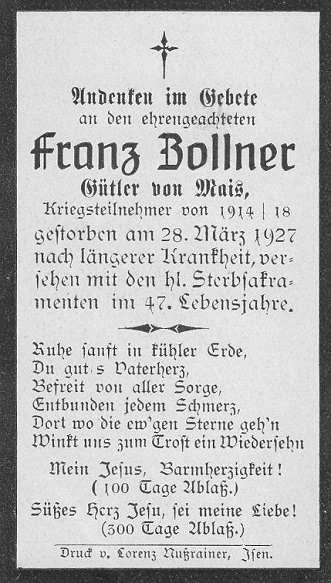 Andenken im Gebete
an den ehrengeachteten
Franz Bollner
Gütler von Mais,
Kriegsteilnehmer von 1914 | 18
gestorben am 28. März 1927
nach längerer Krankheit, ver-
sehen mit den hl. Sterbsakra-
menten im 47. Lebensjahre.
Ruhe sanft in kühler Erde,
Du gut s Vaterherz,
Befreit von aller Sorge,
Entbunden jedem Schmerz,
Dort wo die ew'gen Sterne geh'n
Winkt uns zum Trost ein Wiedersehn
Mein Jesus, Barmherzigkeit!
(100 Tage Ablaß.)
Süßes Herz Jesu, sei meine Liebe!
(300 Tage Ablaß.)
Druck v. Lorenz Nußrainer, Isen.